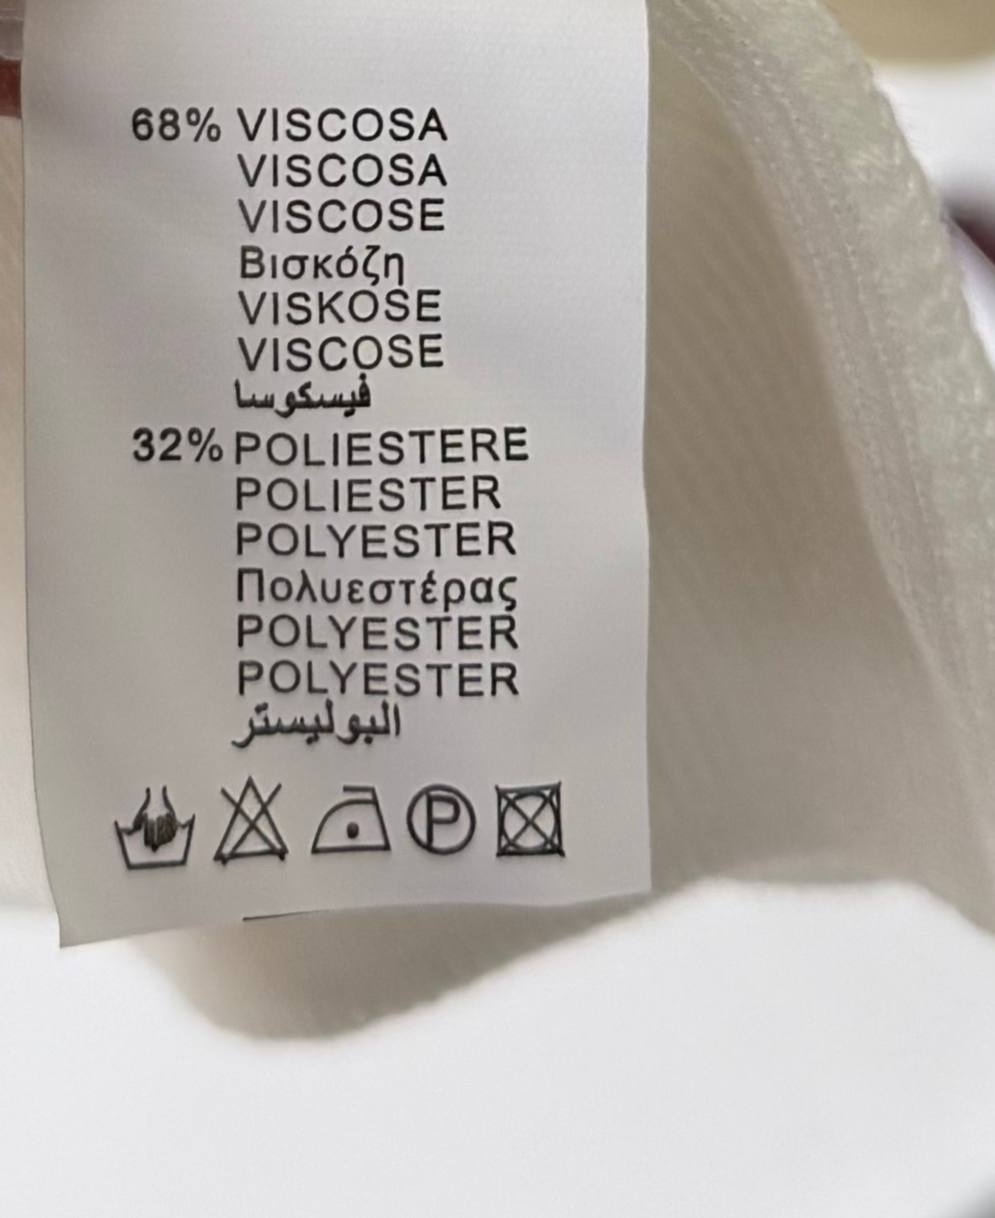 68% VISCOSA
VISCOSA
VISCOSE
Βισκόζη
VISKOSE
VISCOSE
فيسكوسا
32% POLIESTERE
POLIESTER
POLYESTER
Πολυεστέρας
POLYESTER
POLYESTER
البوليستر
P